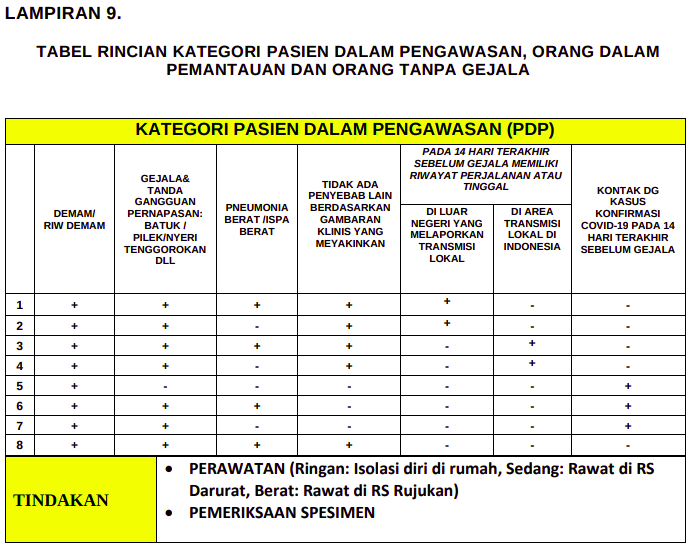 LAMPIRAN 9.
TABEL RINCIAN KATEGORI PASIEN DALAM PENGAWASAN, ORANG DALAM
PEMANTAUAN DAN ORANG TANPA GEJALA
KATEGORI PASIEN DALAM PENGAWASAN (PDP)
DEMAM/
RIW DEMAM
GEJALA&
TANDA
GANGGUAN
PERNAPASAN:
BATUK /
PILEK/NYERI
TENGGOROKAN
DLL
PNEUMONIA
BERAT /ISPA
BERAT
TIDAK ADA
PENYEBAB LAIN
BERDASARKAN
GAMBARAN
KLINIS YANG
MEYAKINKAN
PADA 14 HARI TERAKHIR
SEBELUM GEJALA MEMILIKI
RIWAYAT PERJALANAN ATAU
TINGGAL
DI LUAR
NEGERI YANG
MELAPORKAN
TRANSMISI
LOKAL
DI AREA
TRANSMISI
LOKAL DI
INDONESIA
KONTAK DG
KASUS
KONFIRMASI
COVID-19 PADA 14
HARI TERAKHIR
SEBELUM GEJALA
1 + + + + + - -
2 + + - + + - -
3 + + + + - + -
4 + + - + - + -
5 + - - - - - +
6 + + + - - - +
7 + + - - - - +
8 + + + + - - -
TINDAKAN
• PERAWATAN (Ringan: Isolasi diri di rumah, Sedang: Rawat di RS
Darurat, Berat: Rawat di RS Rujukan)
• PEMERIKSAAN SPESIMEN